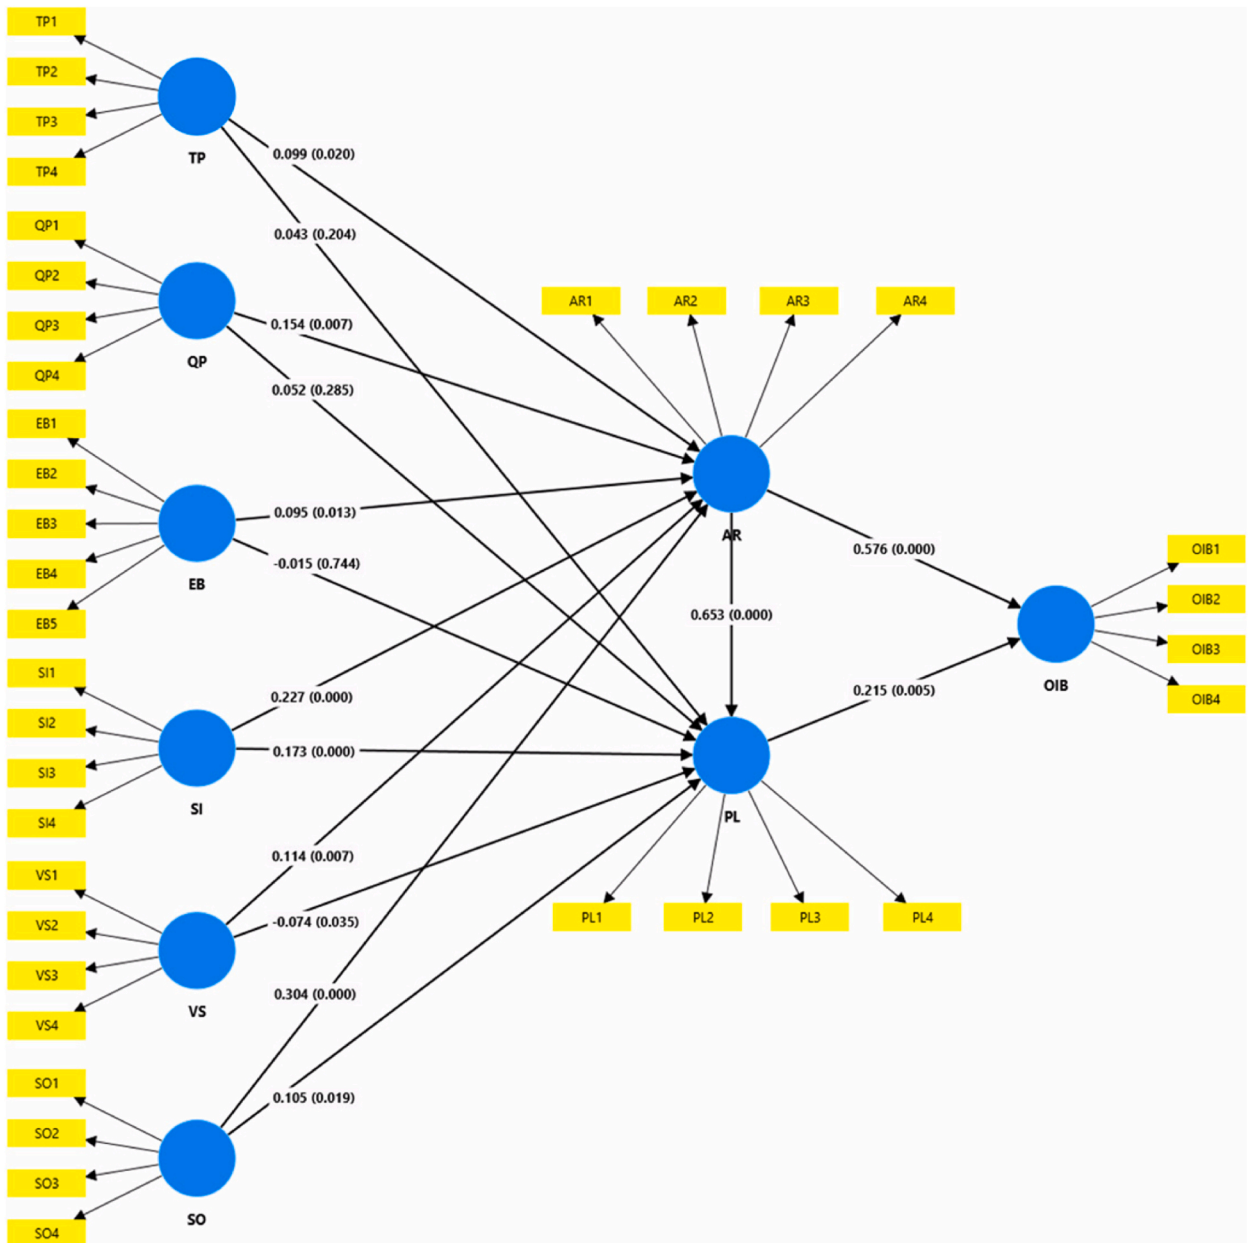 TP1
TP2
TP3
TP4
TP
0.099 (0.020)
0.043 (0.204)
QP1
QP2
QP3
QP4
QP
0.154 (0.007)
0.052 (0.285)
EB1
EB2
EB3
EB4
EB5
EB
0.095 (0.013)
-0.015 (0.744)
SI1
SI2
SI3
SI4
SI
0.227 (0.000)
0.173 (0.000)
VS1
VS2
VS3
VS4
VS
0.114 (0.007)
-0.074 (0.035)
SO1
SO2
SO3
SO4
SO
0.304 (0.000)
0.105 (0.019)
AR1
AR2
AR3
AR4
AR
0.653 (0.000)
PL
PL1
PL2
PL3
PL4
0.576 (0.000)
0.215 (0.005)
OIB
OIB1
OIB2
OIB3
OIB4